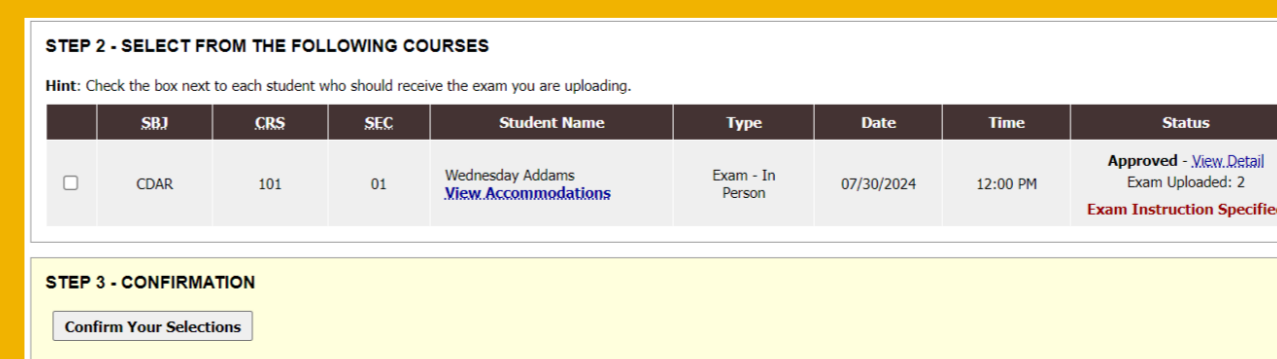 STEP 2 - SELECT FROM THE FOLLOWING COURSES
Hint: Check the box next to each student who should receive the exam you are uploading.
SBJ CRS SEC Student Name Type Date Time Status
CDAR 101 01 Wednesday Addams Exam - In 07/30/2024 12:00 PM Approved - View Detail
View Accommodations Person Exam Uploaded: 2
Exam Instruction Specified
STEP 3 - CONFIRMATION
Confirm Your Selections